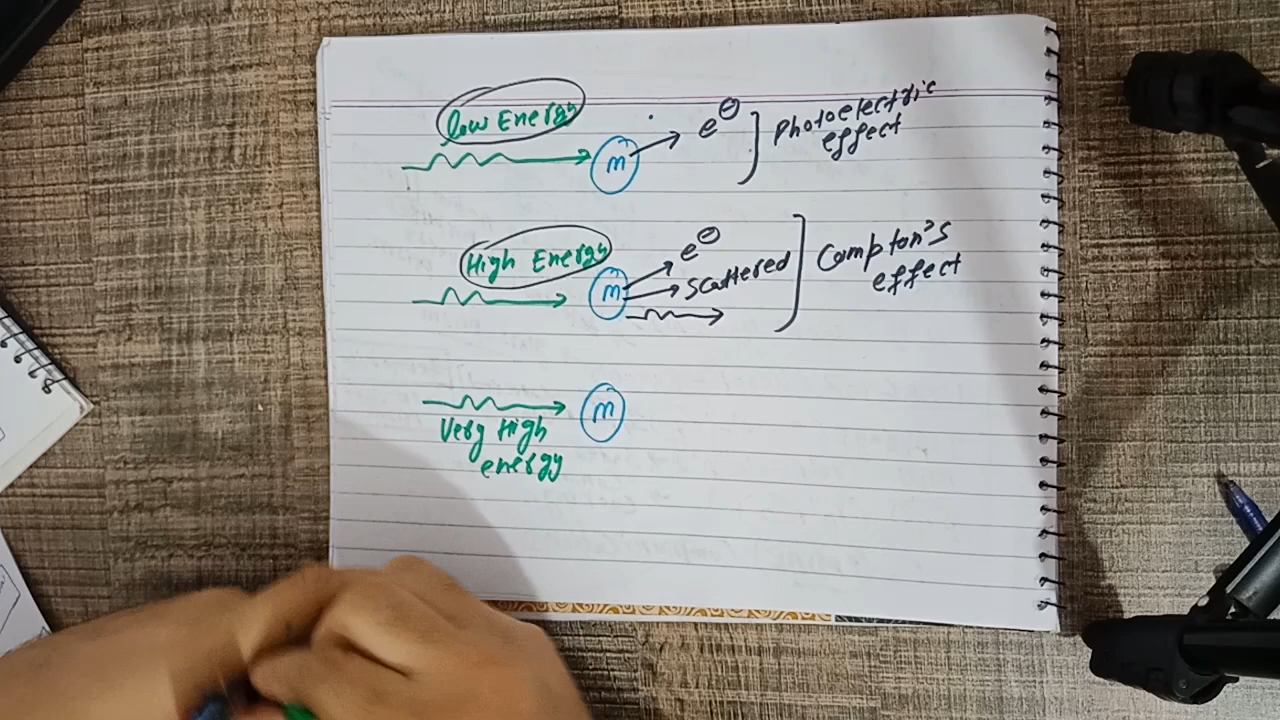 low Energy
m
e⊖
Photoelectric
effect
High Energy
m
e⊖
scattered
Compton's
effect
m
Very High
energy